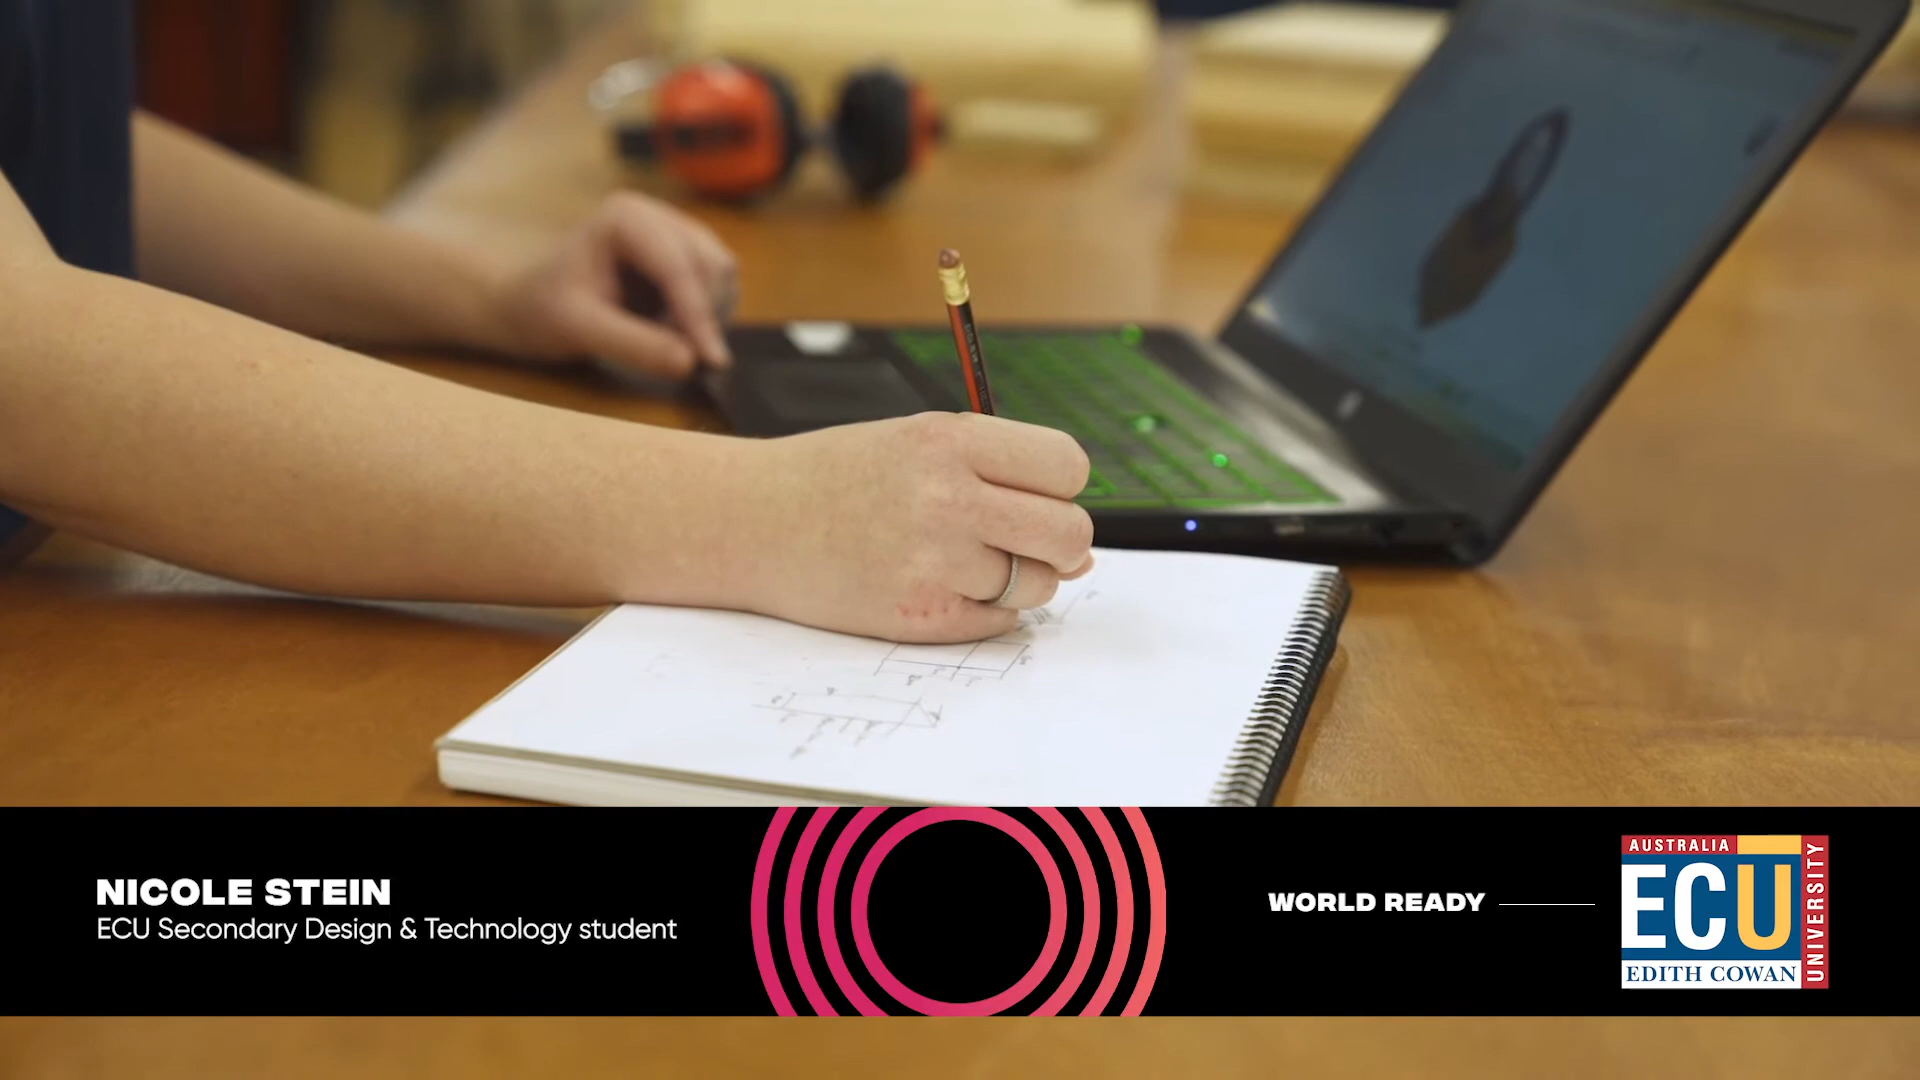 NICOLE STEIN
ECU Secondary Design & Technology student
WORLD READY
AUSTRALIA
ECU
EDITH COWAN
UNIVERSITY